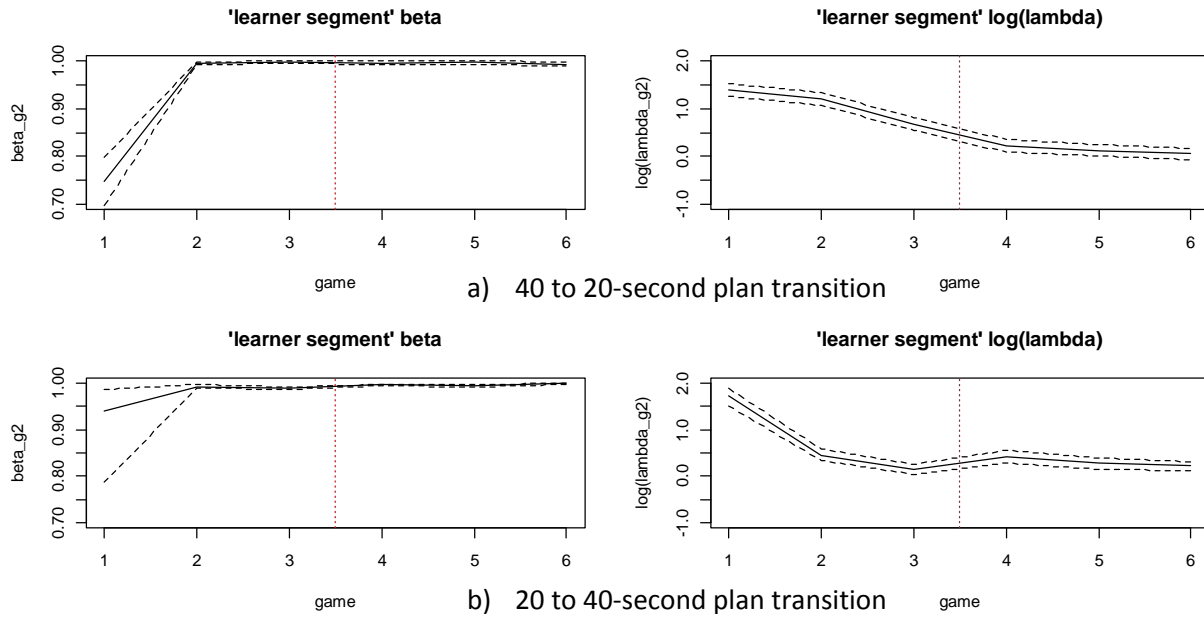 'learner segment' beta
beta_g2)
0.70 0.80 0.90 1.00
1 2 3 4 5 6
game
'learner segment' log(lambda)
log(lambda_g2)
-1.0 0.0 1.0 2.0
1 2 3 4 5 6
game
a) 40 to 20-second plan transition
'learner segment' beta
beta_g2)
0.70 0.80 0.90 1.00
1 2 3 4 5 6
game
'learner segment' log(lambda)
log(lambda_g2)
-1.0 0.0 1.0 2.0
1 2 3 4 5 6
game
b) 20 to 40-second plan transition